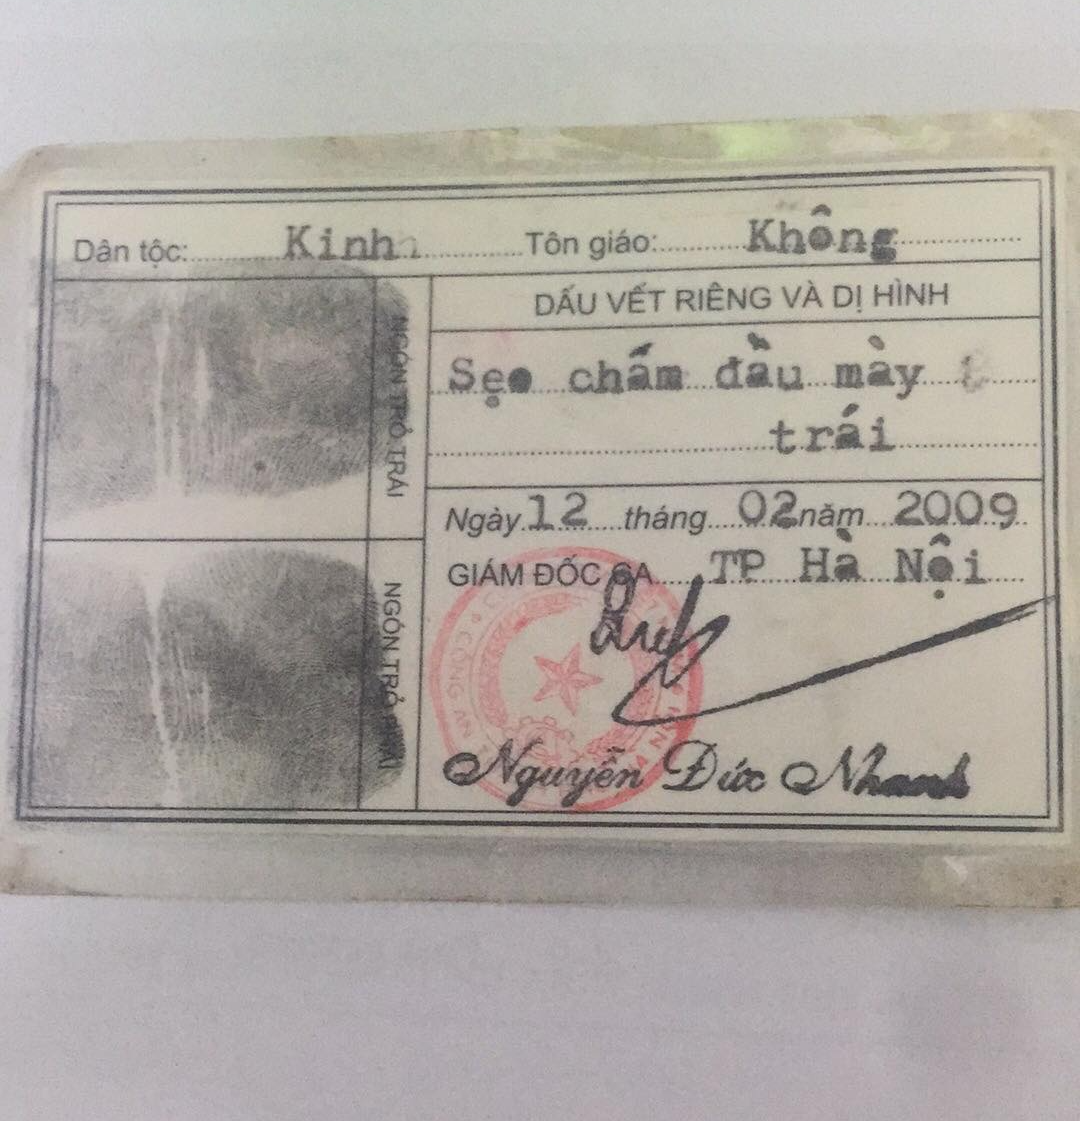 Dân tộc: Kinh Tôn giáo: Không
NGÓN TRỎ TRÁI
DẤU VẾT RIÊNG VÀ DỊ HÌNH
Sẹo chấm đầu mày
trái
Ngày 12 tháng 02 năm 2009
GIÁM ĐỐC CA TP Hà Nội
NGÓN TRỎ PHẢI
Nguyễn Đức Nhanh